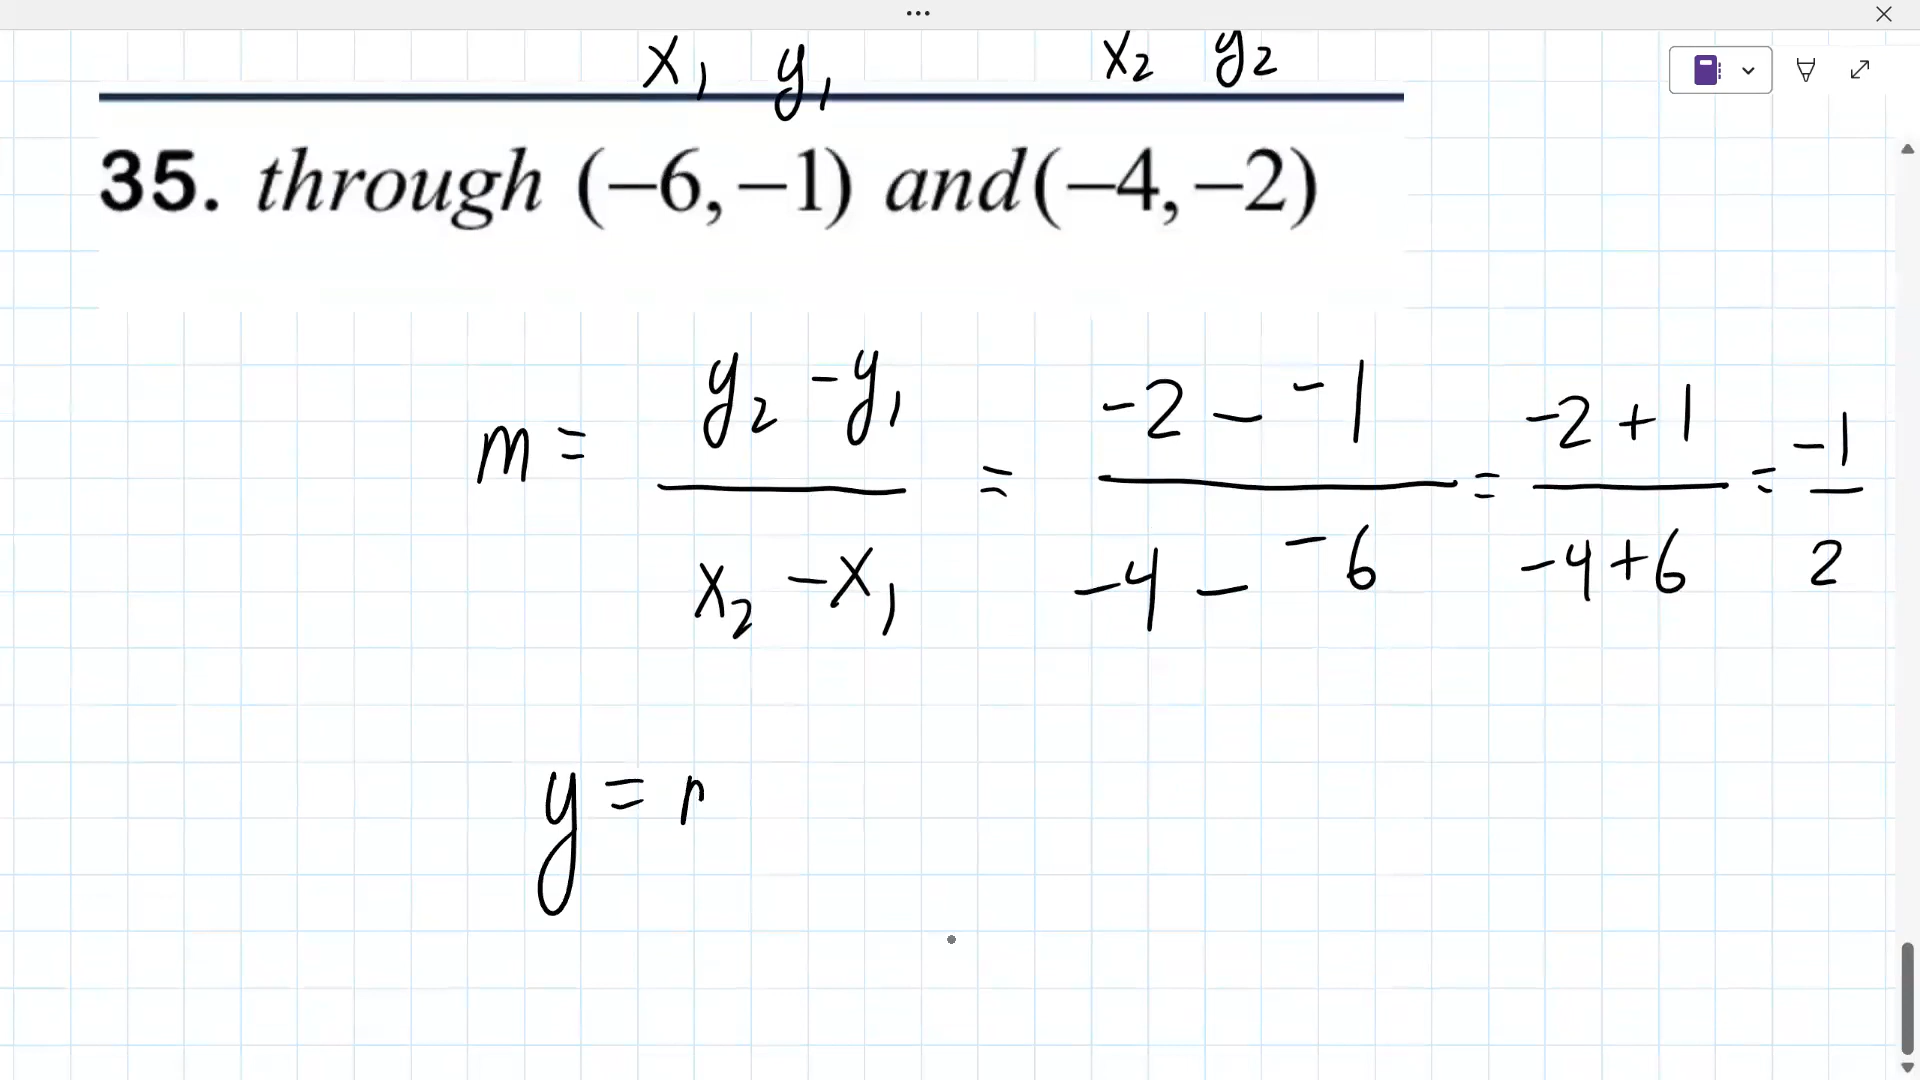 x₁ y₁ x₂ y₂
35. through (−6, −1) and(−4, −2)
m = (y₂ - y₁)/(x₂ - x₁) = (-2 - -1)/(-4 - -6) = (-2 + 1)/(-4 + 6) = -1/2
y = r